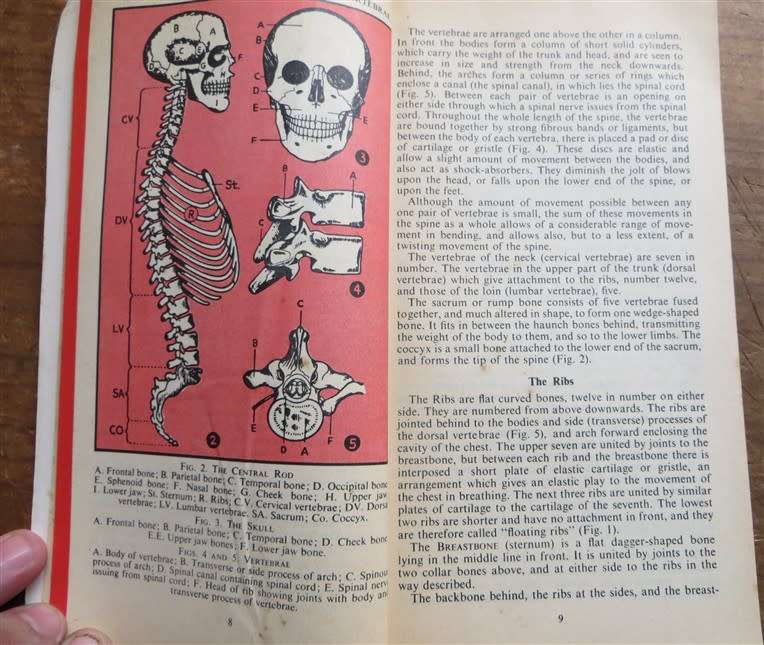 VERTEBRAE
B
A
C
E
F
CV
DV
LV
SA
CO
St.
R
2
A
B
C
D
E
E
F
3
B
A
C
4
C
B
E
D
A
F
5
FIG. 2. THE CENTRAL ROD
A. Frontal bone; B. Parietal bone; C. Temporal bone; D. Occipital bone
E. Sphenoid bone; F. Nasal bone; G. Cheek bone; H. Upper jaw
I. Lower jaw; St. Sternum; R. Ribs; C.V. Cervical vertebrae; DV. Dorsal
vertebrae; LV. Lumbar vertebrae. SA. Sacrum; Co. Coccyx.
FIG. 3. THE SKULL
A. Frontal bone; B. Parietal bone; C. Temporal bone; D. Cheek bone
E.E. Upper jaw bones; F. Lower jaw bone.
FIGS. 4 AND 5. VERTEBRAE
A. Body of vertebrae; B. Transverse or side process of arch; C. Spinous
process of arch; D. Spinal canal containing spinal cord; E. Spinal nerve
issuing from spinal cord; F. Head of rib showing joints with body and
transverse process of vertebrae.
8
The vertebrae are arranged one above the other in a column.
In front the bodies form a column of short solid cylinders,
which carry the weight of the trunk and head, and are seen to
increase in size and strength from the neck downwards.
Behind, the arches form a column or series of rings which
enclose a canal (the spinal canal), in which lies the spinal cord
(Fig. 5). Between each pair of vertebrae is an opening on
either side through which a spinal nerve issues from the spinal
cord. Throughout the whole length of the spine, the vertebrae
are bound together by strong fibrous bands or ligaments, but
between the body of each vertebra, there is placed a pad or disc
of cartilage or gristle (Fig. 4). These discs are elastic and
allow a slight amount of movement between the bodies, and
also act as shock-absorbers. They diminish the jolt of blows
upon the head, or falls upon the lower end of the spine, or
upon the feet.
Although the amount of movement possible between any
one pair of vertebrae is small, the sum of these movements in
the spine as a whole allows of a considerable range of move-
ment in bending, and allows also, but to a less extent, of a
twisting movement of the spine.
The vertebrae of the neck (cervical vertebrae) are seven in
number. The vertebrae in the upper part of the trunk (dorsal
vertebrae) which give attachment to the ribs, number twelve,
and those of the loin (lumbar vertebrae), five.
The sacrum or rump bone consists of five vertebrae fused
together, and much altered in shape, to form one wedge-shaped
bone. It fits in between the haunch bones behind, transmitting
the weight of the body to them, and so to the lower limbs. The
coccyx is a small bone attached to the lower end of the sacrum,
and forms the tip of the spine (Fig. 2).
The Ribs
The Ribs are flat curved bones, twelve in number on either
side. They are numbered from above downwards. The ribs are
jointed behind to the bodies and side (transverse) processes of
the dorsal vertebrae (Fig. 5), and arch forward enclosing the
cavity of the chest. The upper seven are united by joints to the
breastbone, but between each rib and the breastbone there is
interposed a short plate of elastic cartilage or gristle, an
arrangement which gives an elastic play to the movement of
the chest in breathing. The next three ribs are united by similar
plates of cartilage to the cartilage of the seventh. The lowest
two ribs are shorter and have no attachment in front, and they
are therefore called "floating ribs" (Fig. 1).
The BREASTBONE (sternum) is a flat dagger-shaped bone
lying in the middle line in front. It is united by joints to the
two collar bones above, and at either side to the ribs in the
way described.
The backbone behind, the ribs at the sides, and the breast-
9